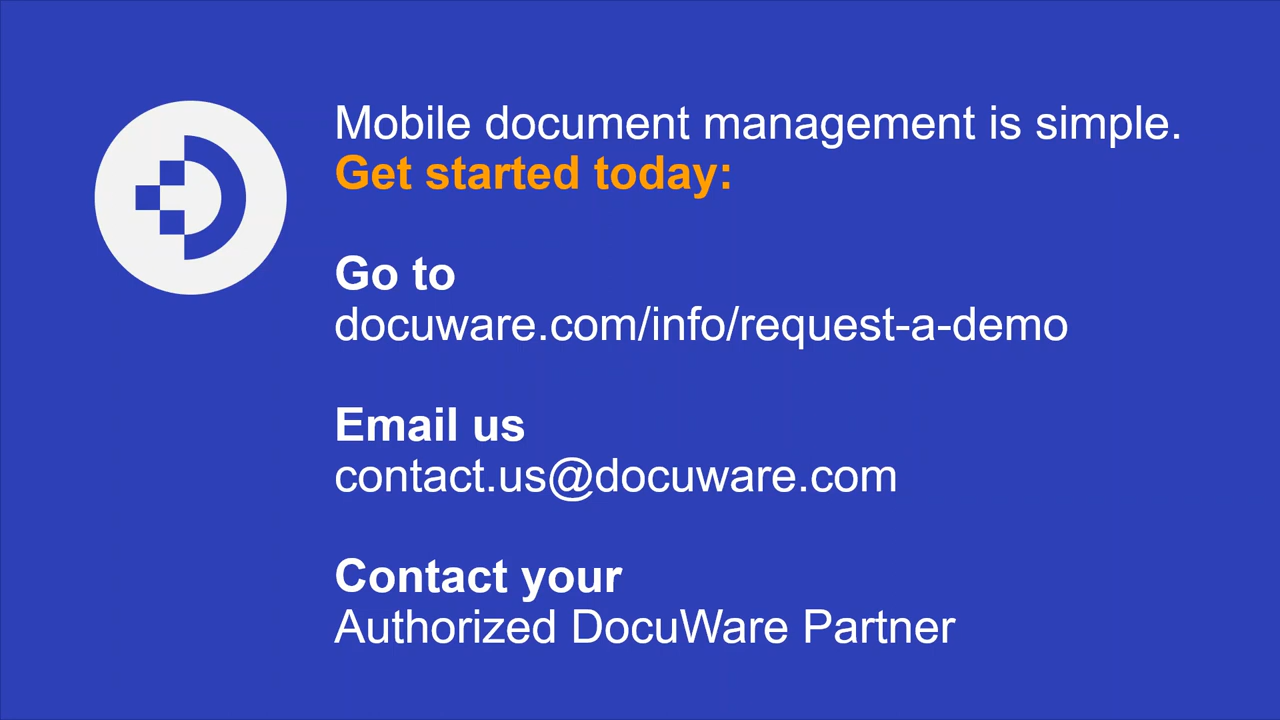 Mobile document management is simple.
Get started today:
Go to
docuware.com/info/request-a-demo
Email us
contact.us@docuware.com
Contact your
Authorized DocuWare Partner